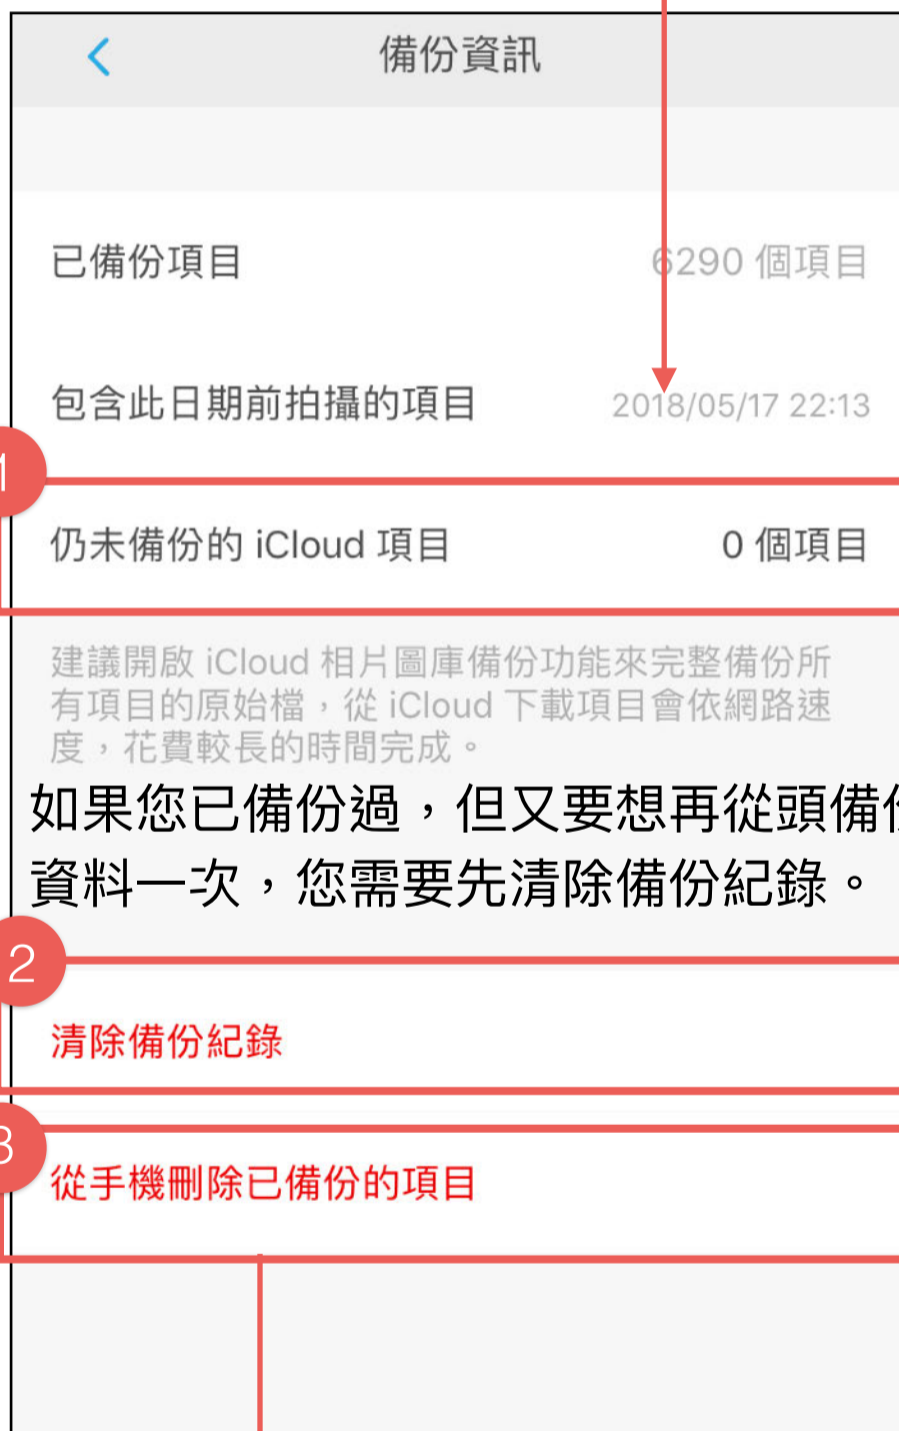 備份資訊
已備份項目 6290 個項目
包含此日期前拍攝的項目 2018/05/17 22:13
1
仍未備份的 iCloud 項目 0 個項目
建議開啟 iCloud 相片圖庫備份功能來完整備份所
有項目的原始檔，從 iCloud 下載項目會依網路速
度，花費較長的時間完成。
如果您已備份過，但又要想再從頭備份
資料一次，您需要先清除備份紀錄。
2
清除備份紀錄
3
從手機刪除已備份的項目